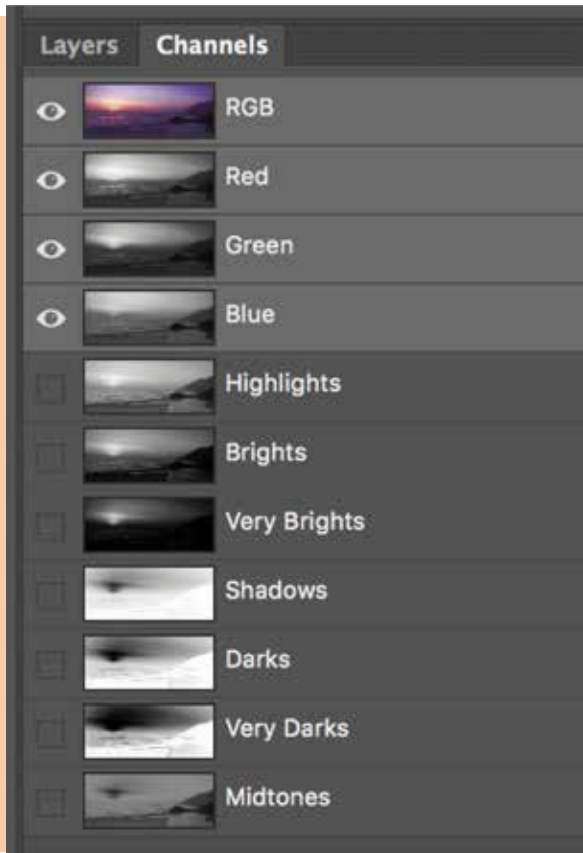 Layers Channels
RGB
Red
Green
Blue
Highlights
Brights
Very Brights
Shadows
Darks
Very Darks
Midtones